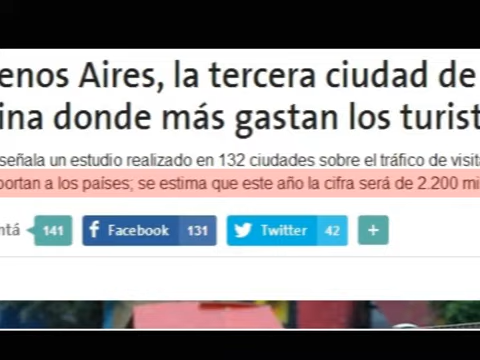 enos Aires, la tercera ciudad de
ina donde más gastan los turist
señala un estudio realizado en 132 ciudades sobre el tráfico de visita
portan a los países; se estima que este año la cifra será de 2.200 mi
ntá 141 Facebook 131 Twitter 42 +